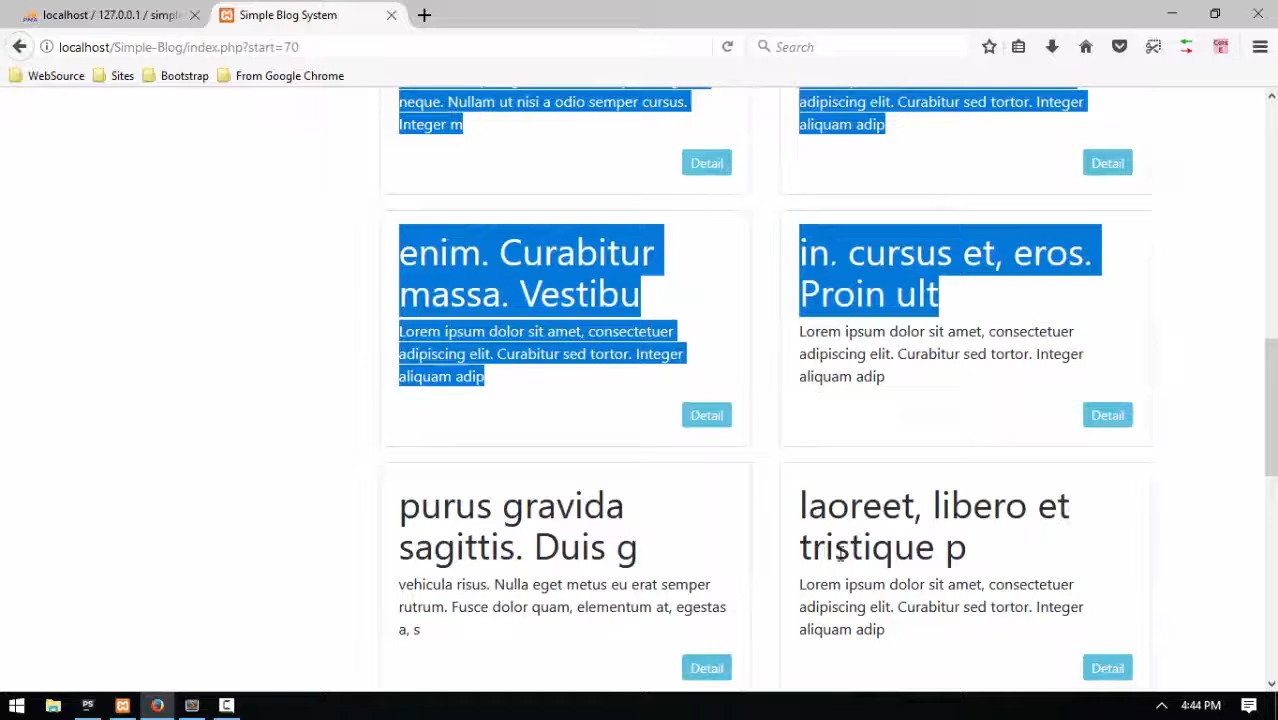 localhost / 127.0.0.1 / simple
Simple Blog System
localhost/Simple-Blog/index.php?start=70
Search
WebSource
Sites
Bootstrap
From Google Chrome
neque. Nullam ut nisi a odio semper cursus.
Integer m
Detail
adipiscing elit. Curabitur sed tortor. Integer
aliquam adip
Detail
enim. Curabitur
massa. Vestibu
Lorem ipsum dolor sit amet, consectetuer
adipiscing elit. Curabitur sed tortor. Integer
aliquam adip
Detail
in. cursus et, eros.
Proin ult
Lorem ipsum dolor sit amet, consectetuer
adipiscing elit. Curabitur sed tortor. Integer
aliquam adip
Detail
purus gravida
sagittis. Duis g
vehicula risus. Nulla eget metus eu erat semper
rutrum. Fusce dolor quam, elementum at, egestas
a, s
Detail
laoreet, libero et
tristique p
Lorem ipsum dolor sit amet, consectetuer
adipiscing elit. Curabitur sed tortor. Integer
aliquam adip
Detail
PS
4:44 PM